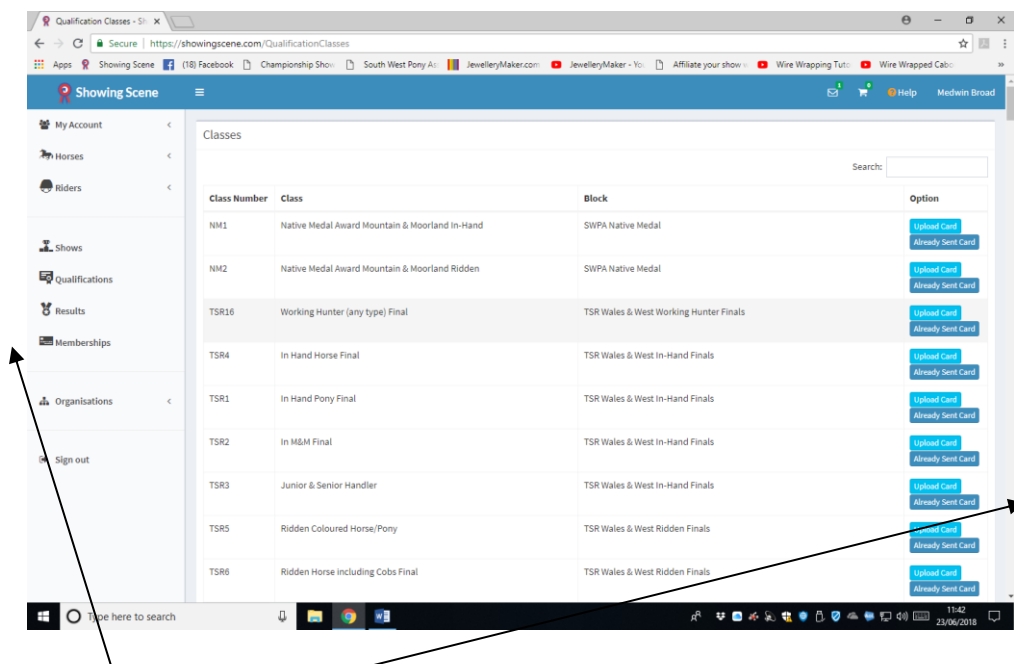 Qualification Classes - Sh
Secure | https://showingscene.com/QualificationClasses
Apps Showing Scene (18) Facebook Championship Show South West Pony As JewelleryMaker.com JewelleryMaker - Yo Affiliate your show Wire Wrapping Tuto Wire Wrapped Cabo »
Showing Scene 1 0 Help Medwin Broad
My Account
Horses
Riders
Shows
Qualifications
Results
Memberships
Organisations
Sign out
Classes
Search:
Class Number Class Block Option
NM1 Native Medal Award Mountain & Moorland In-Hand SWPA Native Medal Upload Card
Already Sent Card
NM2 Native Medal Award Mountain & Moorland Ridden SWPA Native Medal Upload Card
Already Sent Card
TSR16 Working Hunter (any type) Final TSR Wales & West Working Hunter Finals Upload Card
Already Sent Card
TSR4 In Hand Horse Final TSR Wales & West In-Hand Finals Upload Card
Already Sent Card
TSR1 In Hand Pony Final TSR Wales & West In-Hand Finals Upload Card
Already Sent Card
TSR2 In M&M Final TSR Wales & West In-Hand Finals Upload Card
Already Sent Card
TSR3 Junior & Senior Handler TSR Wales & West In-Hand Finals Upload Card
Already Sent Card
TSR5 Ridden Coloured Horse/Pony TSR Wales & West Ridden Finals Upload Card
Already Sent Card
TSR6 Ridden Horse including Cobs Final TSR Wales & West Ridden Finals Upload Card
Already Sent Card
Type here to search 11:42
23/06/2018